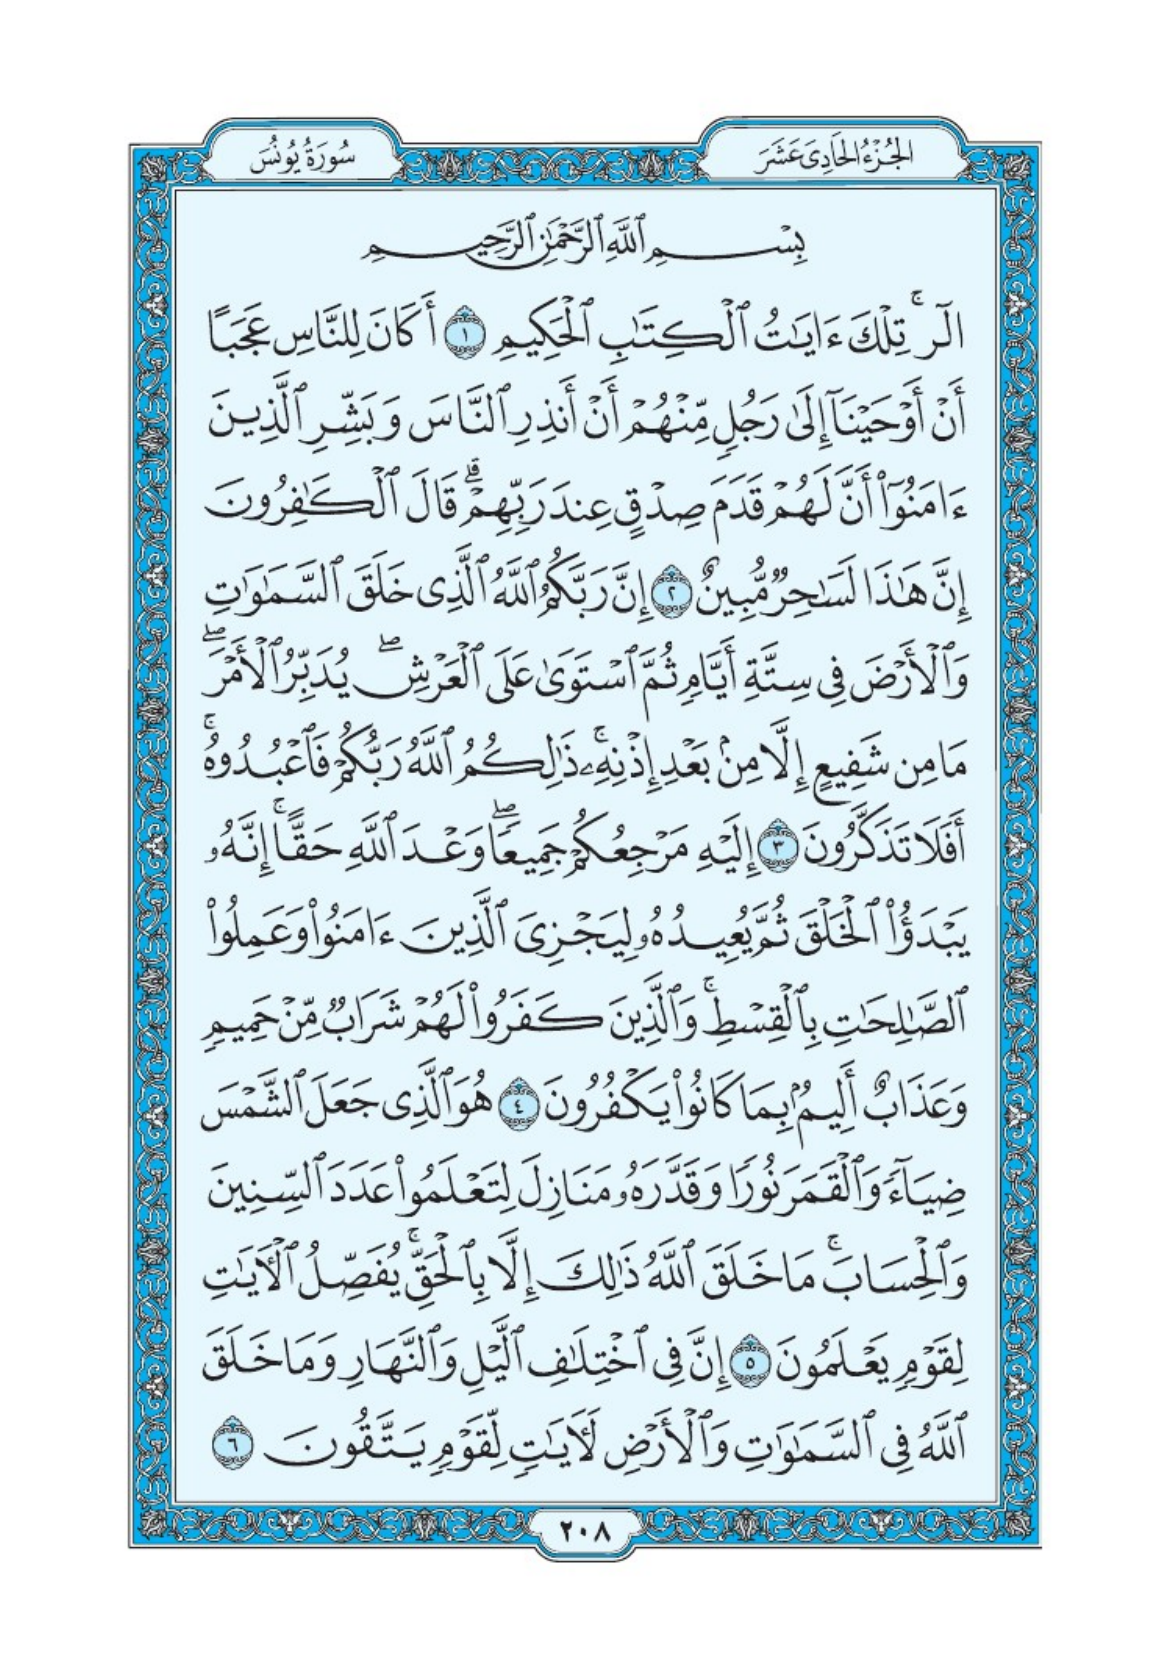 الجُزْءُ الحَادِىَ عَشَرَ
سُورَةُ يُونُسَ
بِسْمِ ٱللَّهِ ٱلرَّحْمَٰنِ ٱلرَّحِيمِ
الٓرۚ تِلْكَ ءَايَٰتُ ٱلْكِتَٰبِ ٱلْحَكِيمِ ١ أَكَانَ لِلنَّاسِ عَجَبًا
أَنْ أَوْحَيْنَآ إِلَىٰ رَجُلٍ مِّنْهُمْ أَنْ أَنذِرِ ٱلنَّاسَ وَبَشِّرِ ٱلَّذِينَ
ءَامَنُوٓا۟ أَنَّ لَهُمْ قَدَمَ صِدْقٍ عِندَ رَبِّهِمْۗ قَالَ ٱلْكَٰفِرُونَ
إِنَّ هَٰذَا لَسَٰحِرٌ مُّبِينٌ ٢ إِنَّ رَبَّكُمُ ٱللَّهُ ٱلَّذِى خَلَقَ ٱلسَّمَٰوَٰتِ
وَٱلْأَرْضَ فِى سِتَّةِ أَيَّامٍ ثُمَّ ٱسْتَوَىٰ عَلَى ٱلْعَرْشِۖ يُدَبِّرُ ٱلْأَمْرَۖ
مَا مِن شَفِيعٍ إِلَّا مِنۢ بَعْدِ إِذْنِهِۦۚ ذَٰلِكُمُ ٱللَّهُ رَبُّكُمْ فَٱعْبُدُوهُۚ
أَفَلَا تَذَكَّرُونَ ٣ إِلَيْهِ مَرْجِعُكُمْ جَمِيعًاۖ وَعْدَ ٱللَّهِ حَقًّاۚ إِنَّهُۥ
يَبْدَؤُا۟ ٱلْخَلْقَ ثُمَّ يُعِيدُهُۥ لِيَجْزِىَ ٱلَّذِينَ ءَامَنُوا۟ وَعَمِلُوا۟
ٱلصَّٰلِحَٰتِ بِٱلْقِسْطِۚ وَٱلَّذِينَ كَفَرُوا۟ لَهُمْ شَرَابٌ مِّنْ حَمِيمٍ
وَعَذَابٌ أَلِيمٌۢ بِمَا كَانُوا۟ يَكْفُرُونَ ٤ هُوَ ٱلَّذِى جَعَلَ ٱلشَّمْسَ
ضِيَآءً وَٱلْقَمَرَ نُورًا وَقَدَّرَهُۥ مَنَازِلَ لِتَعْلَمُوا۟ عَدَدَ ٱلسِّنِينَ
وَٱلْحِسَابَۚ مَا خَلَقَ ٱللَّهُ ذَٰلِكَ إِلَّا بِٱلْحَقِّۚ يُفَصِّلُ ٱلْءَايَٰتِ
لِقَوْمٍ يَعْلَمُونَ ٥ إِنَّ فِى ٱخْتِلَٰفِ ٱلَّيْلِ وَٱلنَّهَارِ وَمَا خَلَقَ
ٱللَّهُ فِى ٱلسَّمَٰوَٰتِ وَٱلْأَرْضِ لَءَايَٰتٍ لِّقَوْمٍ يَتَّقُونَ ٦
٢٠٨